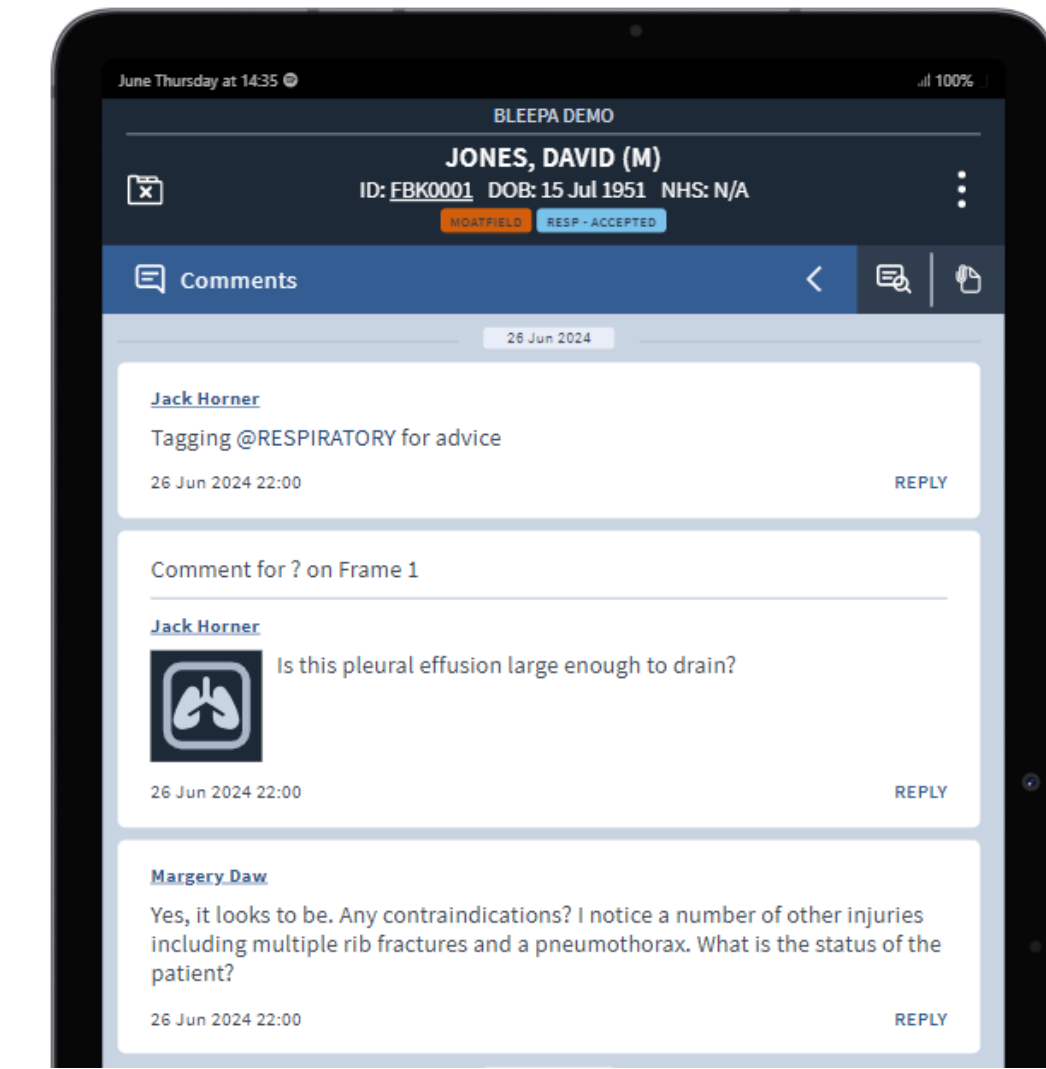 June Thursday at 14:35
100%
BLEEPA DEMO
JONES, DAVID (M)
ID: FBK0001 DOB: 15 Jul 1951 NHS: N/A
MOATFIELD RESP - ACCEPTED
Comments
26 Jun 2024
Jack Horner
Tagging @RESPIRATORY for advice
26 Jun 2024 22:00 REPLY
Comment for ? on Frame 1
Jack Horner
Is this pleural effusion large enough to drain?
26 Jun 2024 22:00 REPLY
Margery Daw
Yes, it looks to be. Any contraindications? I notice a number of other injuries
including multiple rib fractures and a pneumothorax. What is the status of the
patient?
26 Jun 2024 22:00 REPLY